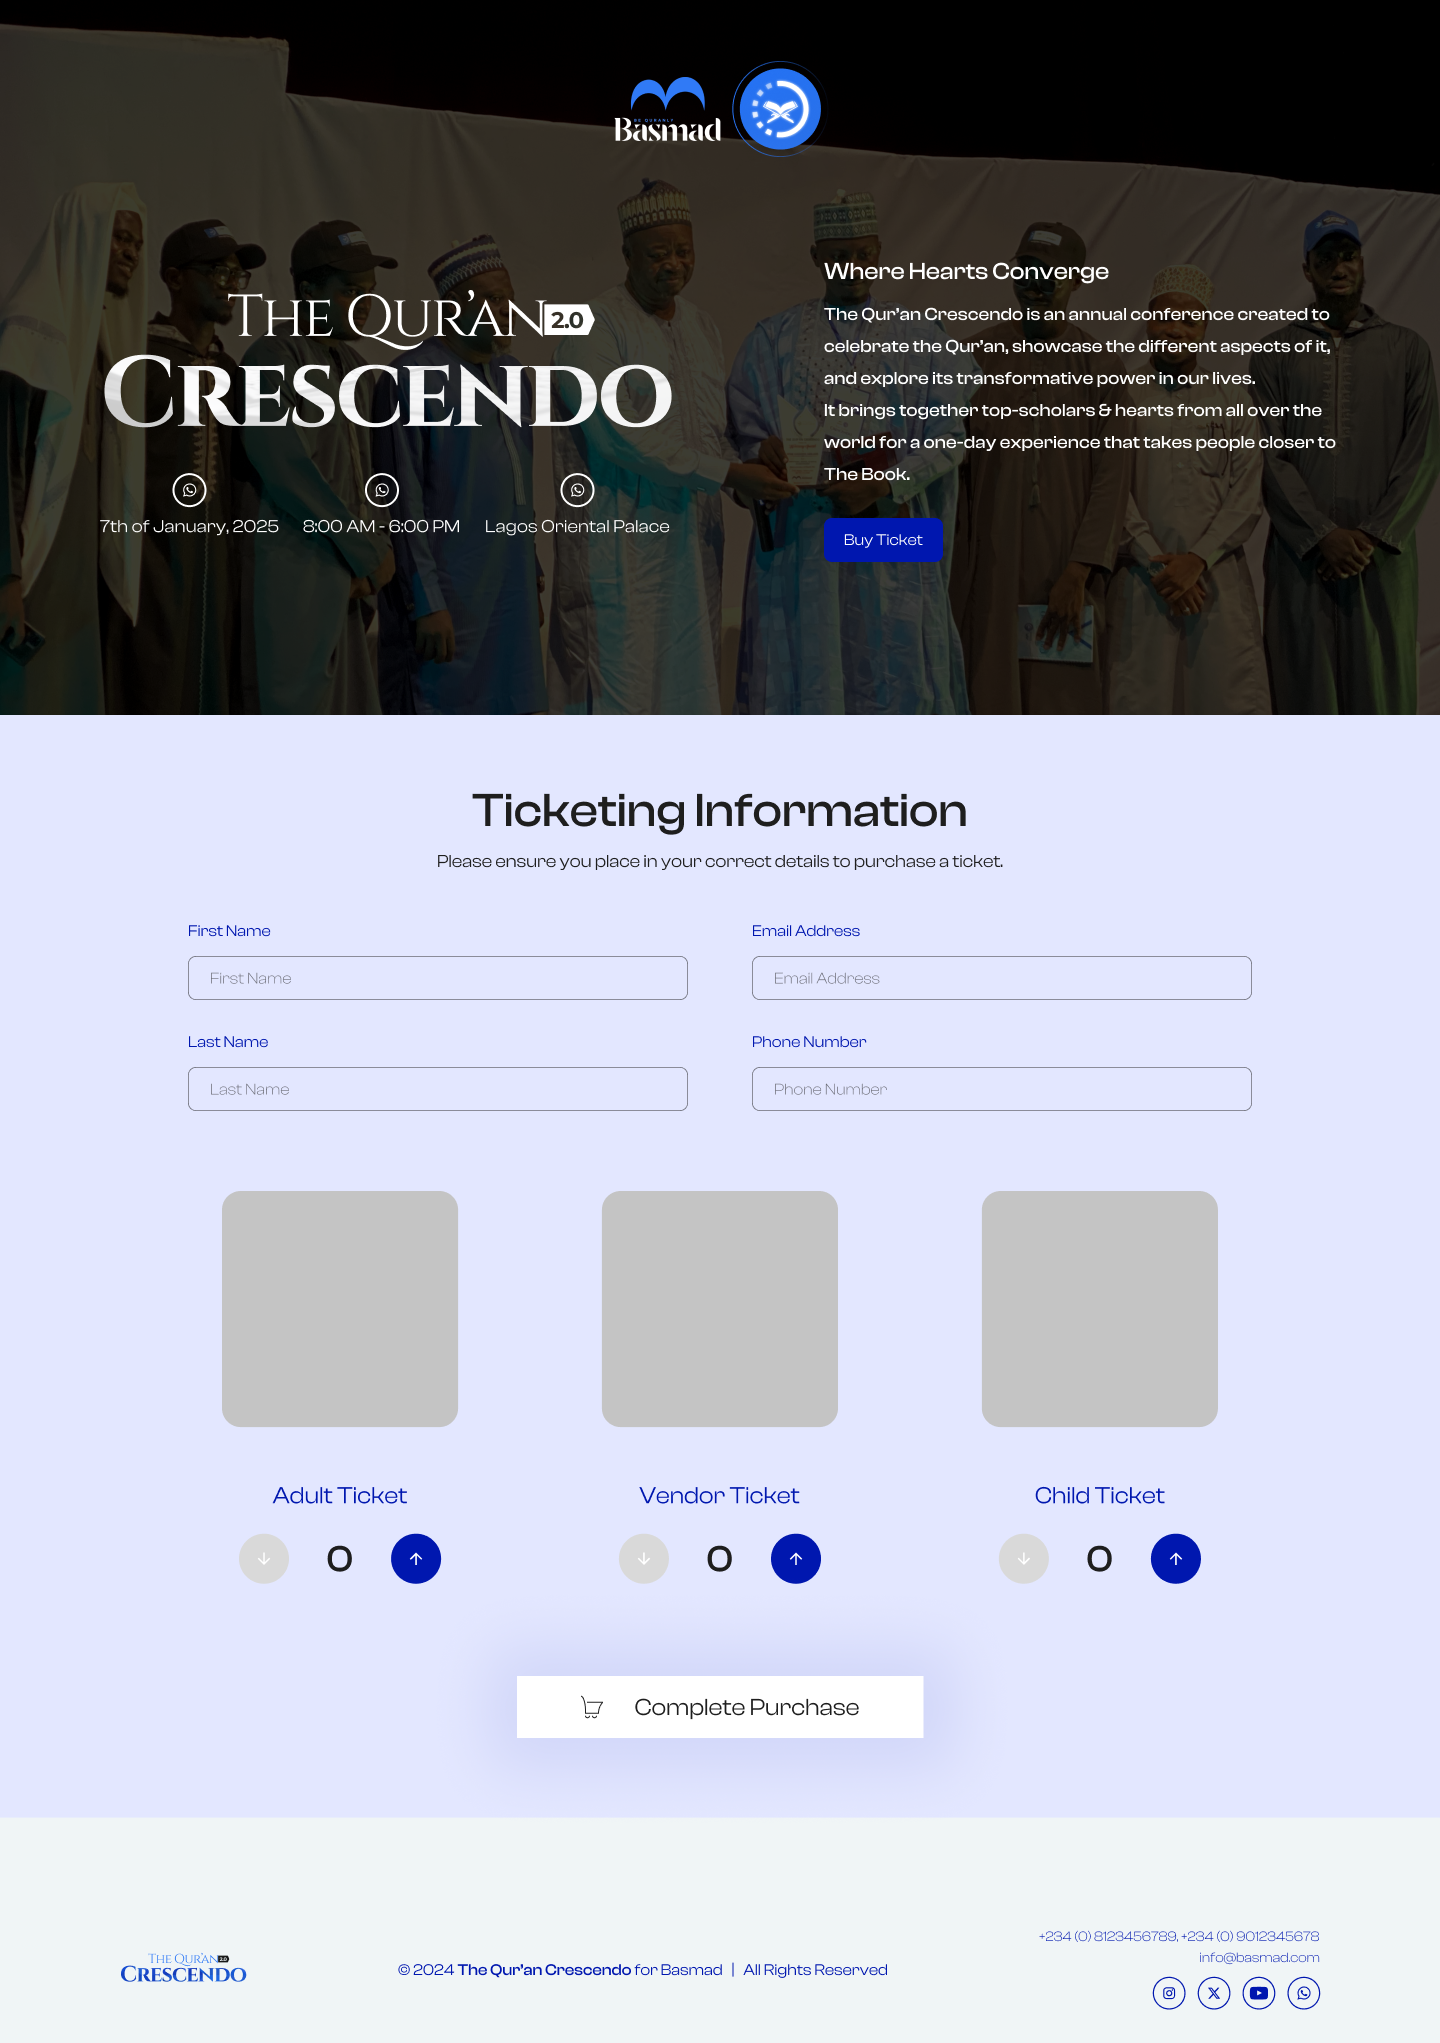 BE QURANLY
Basmad
THE QUR’AN 2.0
CRESCENDO
7th of January, 2025
8:00 AM - 6:00 PM
Lagos Oriental Palace
Where Hearts Converge
The Qur’an Crescendo is an annual conference created to
celebrate the Qur’an, showcase the different aspects of it,
and explore its transformative power in our lives.
It brings together top-scholars & hearts from all over the
world for a one-day experience that takes people closer to
The Book.
Buy Ticket
Ticketing Information
Please ensure you place in your correct details to purchase a ticket.
First Name
First Name
Email Address
Email Address
Last Name
Last Name
Phone Number
Phone Number
Adult Ticket
0
Vendor Ticket
0
Child Ticket
0
Complete Purchase
THE QUR’AN 2.0
CRESCENDO
© 2024 The Qur’an Crescendo for Basmad | All Rights Reserved
+234 (0) 8123456789, +234 (0) 9012345678
info@basmad.com